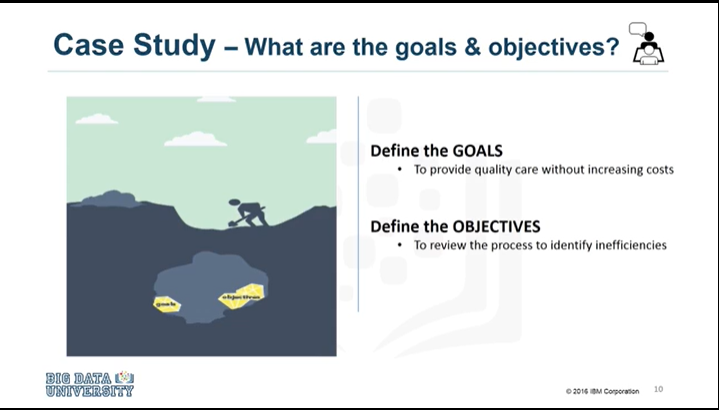 Case Study – What are the goals & objectives?
Define the GOALS
• To provide quality care without increasing costs
Define the OBJECTIVES
• To review the process to identify inefficiencies
goals
objectives
BIG DATA
UNIVERSITY
© 2016 IBM Corporation
10